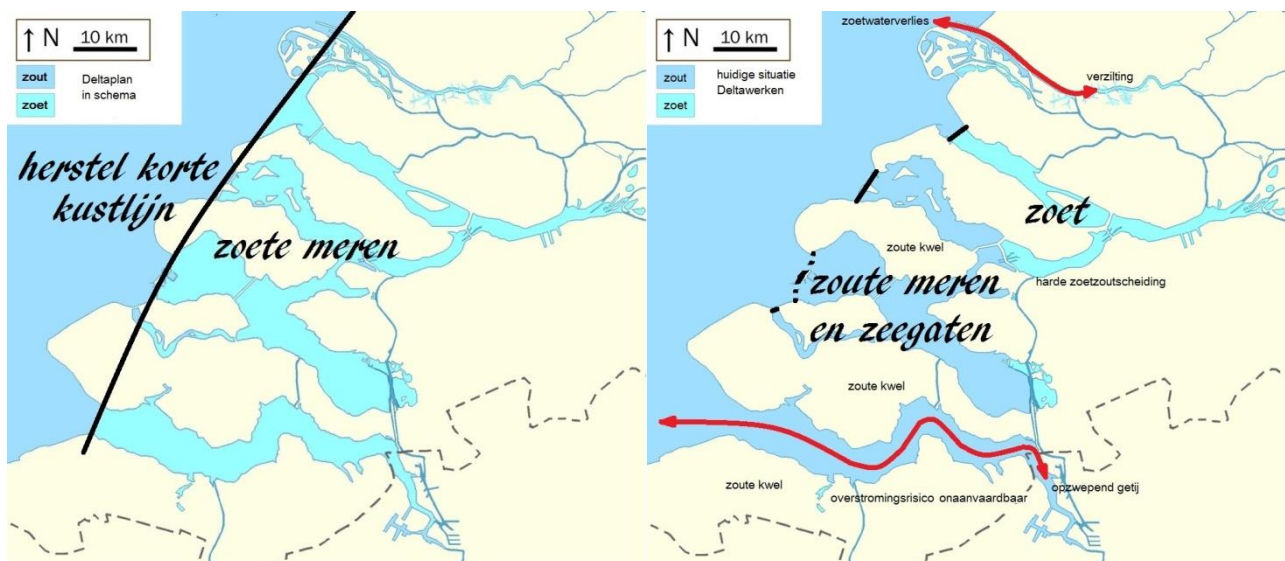 ↑ N 10 km
zout
zoet
Deltaplan
in schema
herstel korte
kustlijn
zoete meren
↑ N 10 km
zout
zoet
huidige situatie
Deltawerken
zoetwaterverlies
verzilting
zoet
zoute kwel
harde zoetzoutscheiding
zoute meren
en zeegaten
zoute kwel
zoute kwel
overstromingsrisico onaanvaardbaar
opzwepend getij